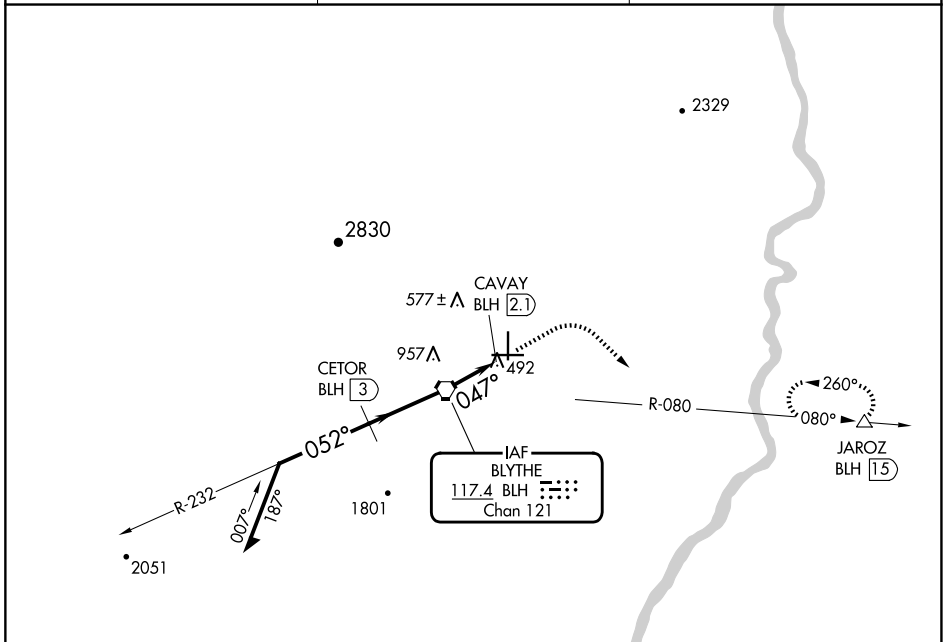 2329
2830
CAVAY
577 ± BLH 2.1
957
492
CETOR
BLH 3
047°
260°
R-080
080°
052°
JAROZ
BLH 15
IAF
BLYTHE
117.4 BLH
Chan 121
R-232
007°
187°
1801
2051